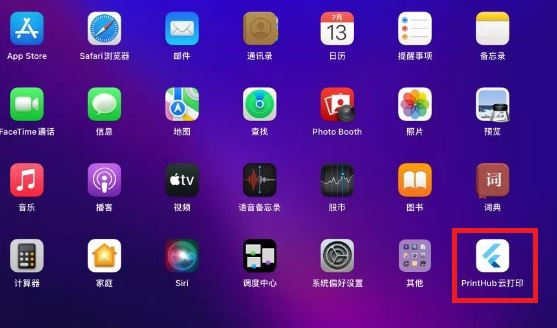 App Store
Safari浏览器
邮件
通讯录
7月
13
日历
提醒事项
备忘录
FaceTime通话
信息
地图
查找
Photo Booth
照片
预览
音乐
播客
tv
视频
语音备忘录
股市
图书
词
词典
计算器
家庭
Siri
调度中心
系统偏好设置
其他
PrintHub云打印